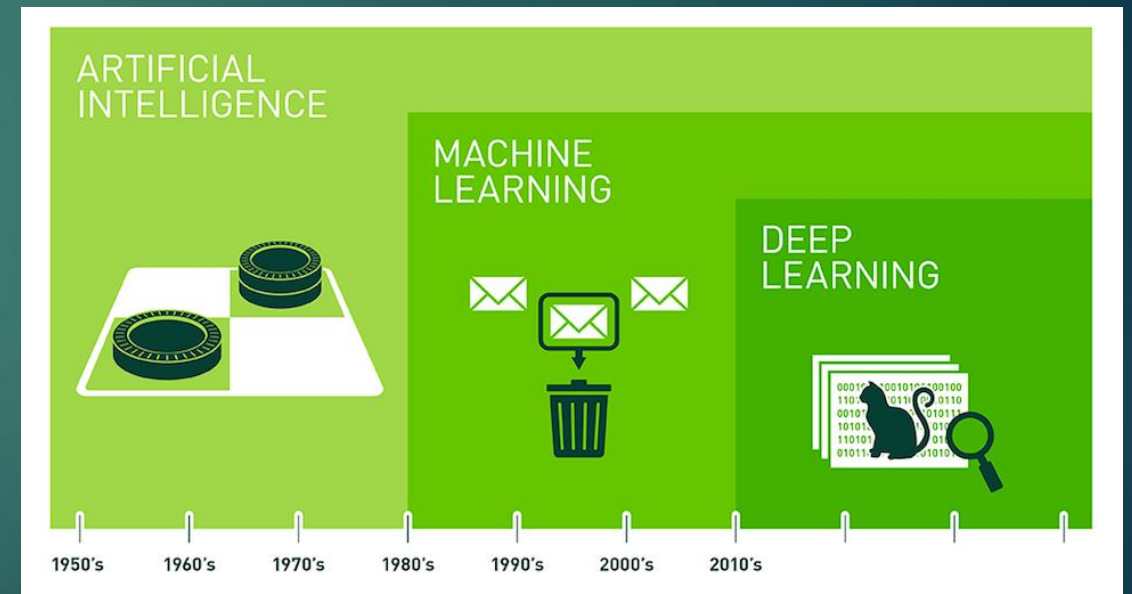 ARTIFICIAL
INTELLIGENCE
MACHINE
LEARNING
DEEP
LEARNING
1950's
1960's
1970's
1980's
1990's
2000's
2010's